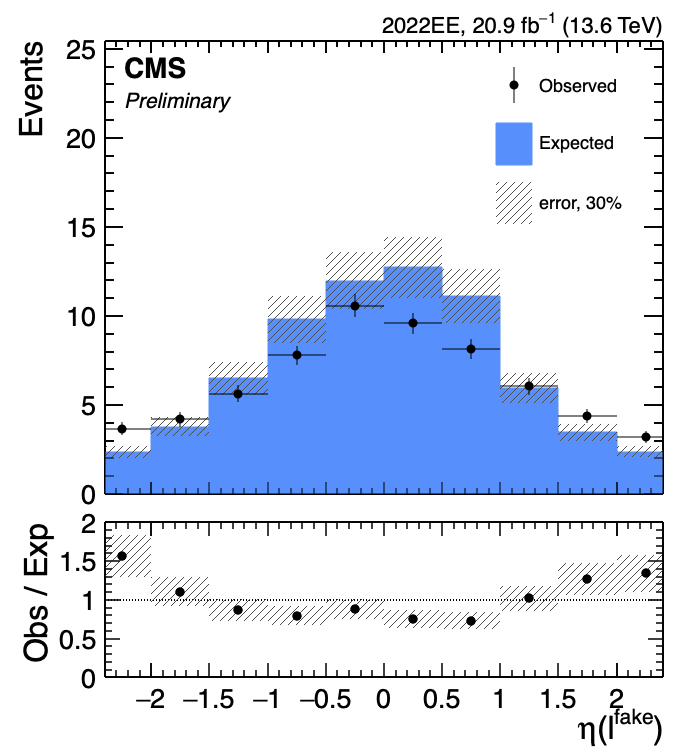 2022EE, 20.9 fb⁻¹ (13.6 TeV)
Events
25
20
15
10
5
0
CMS
Preliminary
Observed
Expected
error, 30%
Obs / Exp
2
1.5
1
0.5
0
−2 −1.5 −1 −0.5 0 0.5 1 1.5 2
η(l^fake)